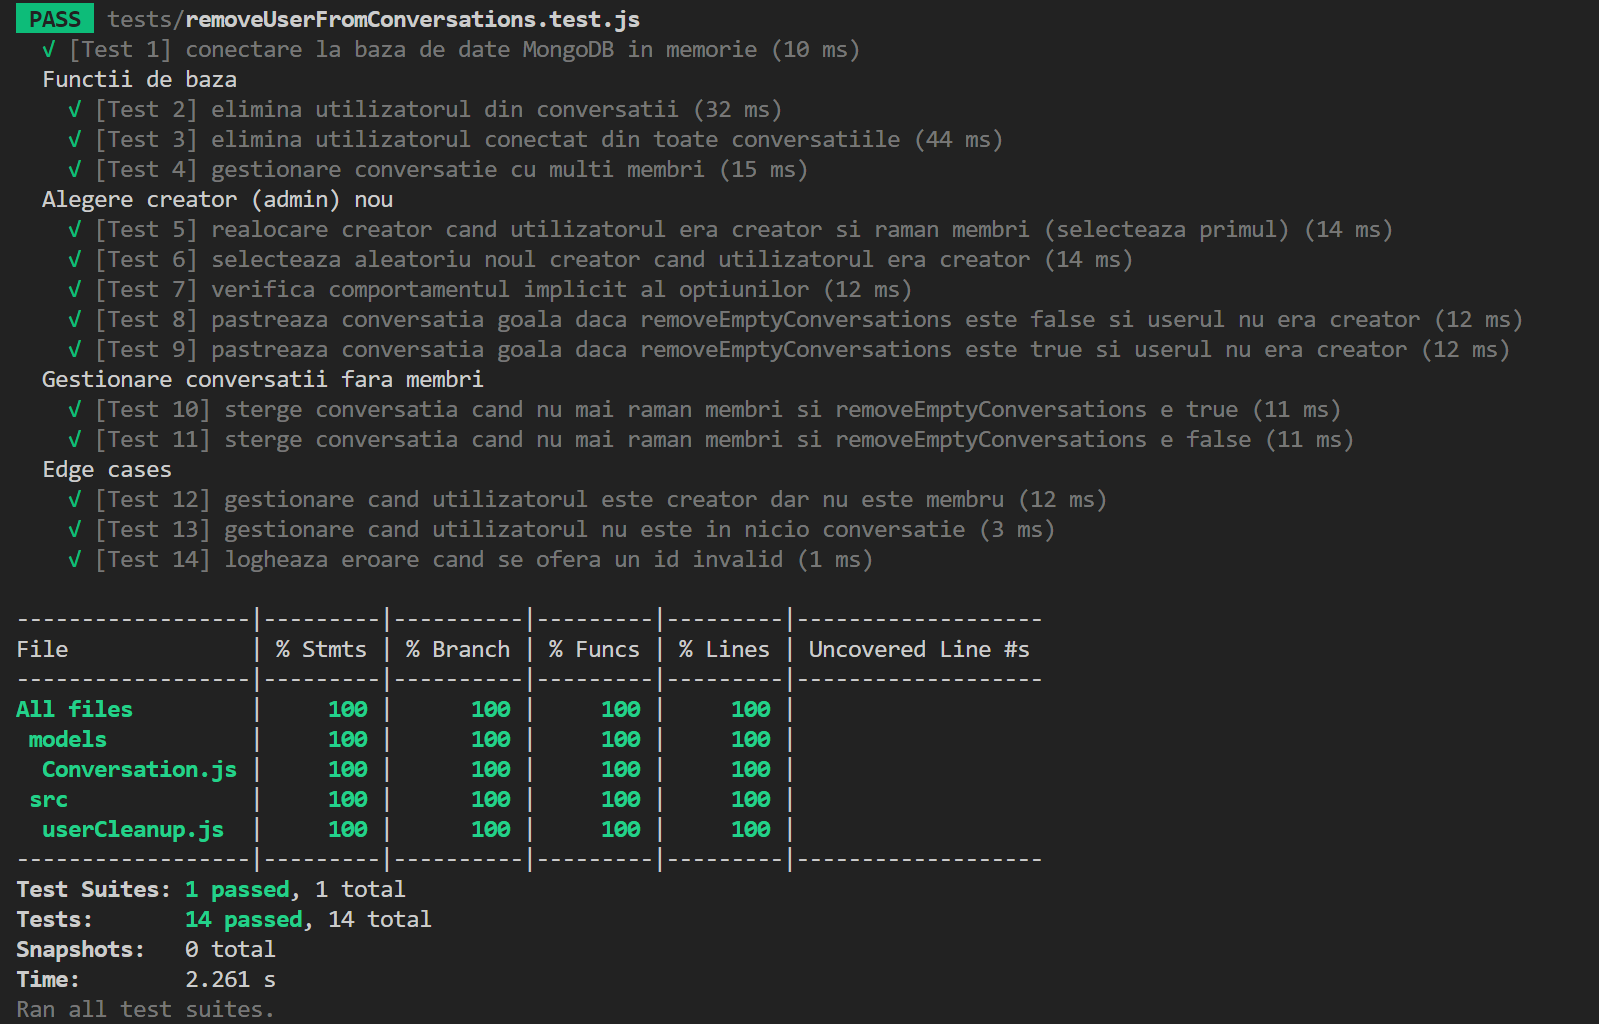 PASS tests/removeUserFromConversations.test.js
√ [Test 1] conectare la baza de date MongoDB in memorie (10 ms)
Functii de baza
√ [Test 2] elimina utilizatorul din conversatii (32 ms)
√ [Test 3] elimina utilizatorul conectat din toate conversatiile (44 ms)
√ [Test 4] gestionare conversatie cu multi membri (15 ms)
Alegere creator (admin) nou
√ [Test 5] realocare creator cand utilizatorul era creator si raman membri (selecteaza primul) (14 ms)
√ [Test 6] selecteaza aleatoriu noul creator cand utilizatorul era creator (14 ms)
√ [Test 7] verifica comportamentul implicit al optiunilor (12 ms)
√ [Test 8] pastreaza conversatia goala daca removeEmptyConversations este false si userul nu era creator (12 ms)
√ [Test 9] pastreaza conversatia goala daca removeEmptyConversations este true si userul nu era creator (12 ms)
Gestionare conversatii fara membri
√ [Test 10] sterge conversatia cand nu mai raman membri si removeEmptyConversations e true (11 ms)
√ [Test 11] sterge conversatia cand nu mai raman membri si removeEmptyConversations e false (11 ms)
Edge cases
√ [Test 12] gestionare cand utilizatorul este creator dar nu este membru (12 ms)
√ [Test 13] gestionare cand utilizatorul nu este in nicio conversatie (3 ms)
√ [Test 14] logheaza eroare cand se ofera un id invalid (1 ms)
------------------|---------|----------|---------|---------|-------------------
File              | % Stmts | % Branch | % Funcs | % Lines | Uncovered Line #s
------------------|---------|----------|---------|---------|-------------------
All files         |     100 |      100 |     100 |     100 |
 models           |     100 |      100 |     100 |     100 |
  Conversation.js |     100 |      100 |     100 |     100 |
 src              |     100 |      100 |     100 |     100 |
  userCleanup.js  |     100 |      100 |     100 |     100 |
------------------|---------|----------|---------|---------|-------------------
Test Suites: 1 passed, 1 total
Tests:       14 passed, 14 total
Snapshots:   0 total
Time:        2.261 s
Ran all test suites.